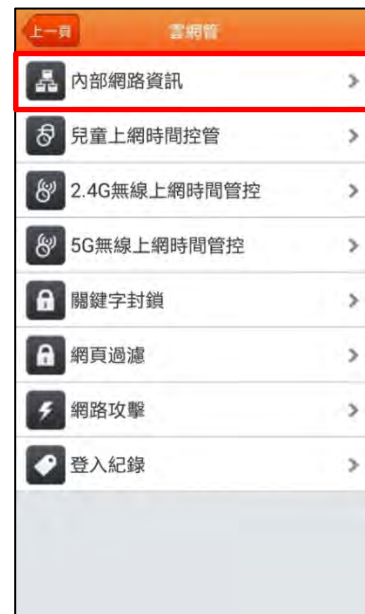 上一頁
雲網管
內部網路資訊
兒童上網時間控管
2.4G無線上網時間管控
5G無線上網時間管控
關鍵字封鎖
網頁過濾
網路攻擊
登入紀錄